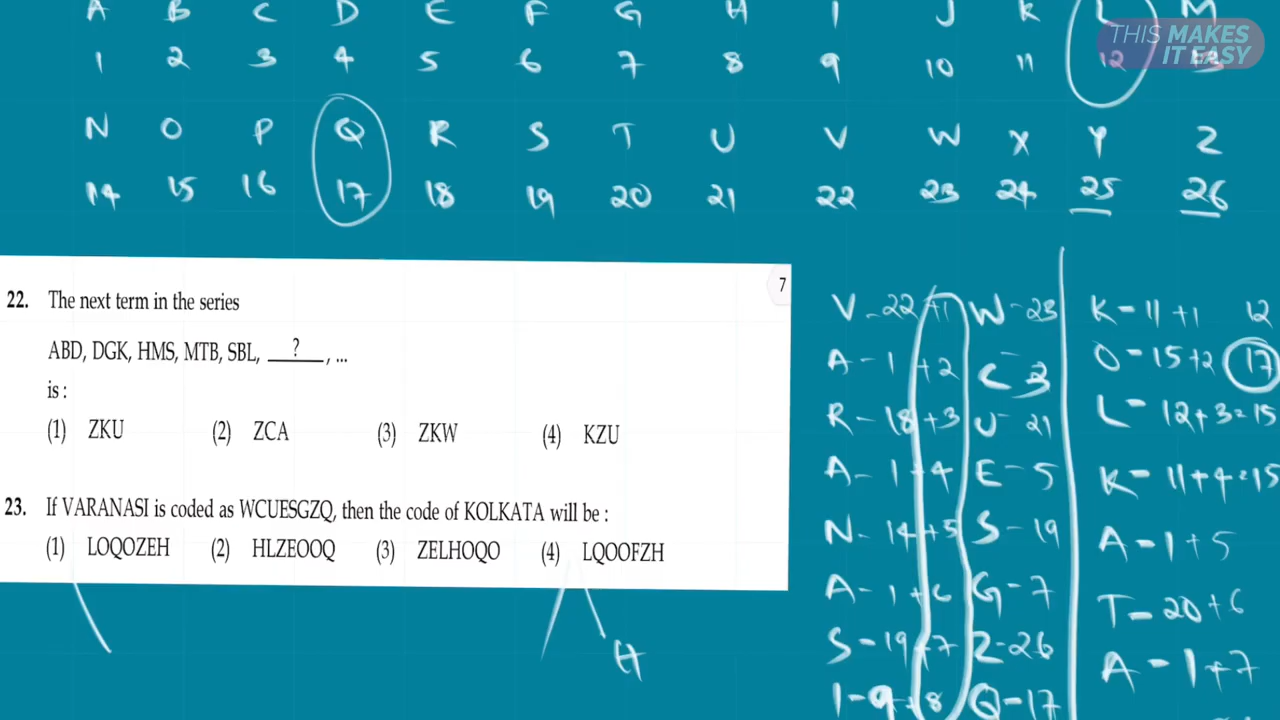 A B C D E F G H I J K L M
THIS MAKES
IT EASY
1 2 3 4 5 6 7 8 9 10 11 12 13
N O P Q R S T U V W X Y Z
14 15 16 17 18 19 20 21 22 23 24 25 26
7
22. The next term in the series
ABD, DGK, HMS, MTB, SBL, ? , ...
is :
(1) ZKU (2) ZCA (3) ZKW (4) KZU
23. If VARANASI is coded as WCUESGZQ, then the code of KOLKATA will be :
(1) LOQOZEH (2) HLZEOOQ (3) ZELHOQO (4) LQOOFZH
H
V - 22 +1 W - 23
A - 1 +2 C - 3
R - 18 +3 U - 21
A - 1 +4 E - 5
N - 14 +5 S - 19
A - 1 +6 G - 7
S - 19 +7 Z - 26
I - 9 +8 Q - 17
K - 11 +1 12
O - 15 +2 17
L - 12 + 3 = 15
K - 11 + 4 = 15
A - 1 + 5
T - 20 + 6
A - 1 + 7